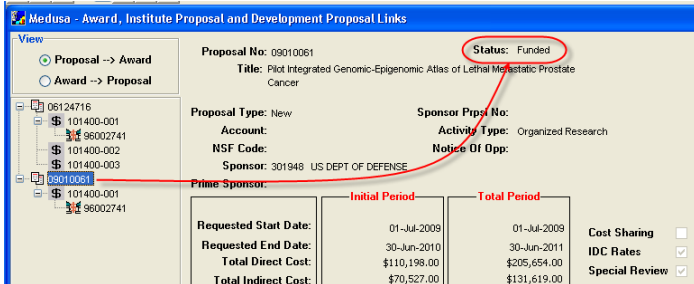 Medusa - Award, Institute Proposal and Development Proposal Links
View
Proposal --> Award
Award --> Proposal
06124716
101400-001
96002741
101400-002
101400-003
09010061
101400-001
96002741
Proposal No: 09010061 Status: Funded
Title: Pilot Integrated Genomic-Epigenomic Atlas of Lethal Metastatic Prostate
Cancer
Proposal Type: New Sponsor Prpsl No:
Account: Activity Type: Organized Research
NSF Code: Notice Of Opp:
Sponsor: 301948 US DEPT OF DEFENSE
Prime Sponsor:
Initial Period Total Period
Requested Start Date: 01-Jul-2009 01-Jul-2009
Requested End Date: 30-Jun-2010 30-Jun-2011
Total Direct Cost: $110,198.00 $205,654.00
Total Indirect Cost: $70,527.00 $131,619.00
Cost Sharing
IDC Rates
Special Review